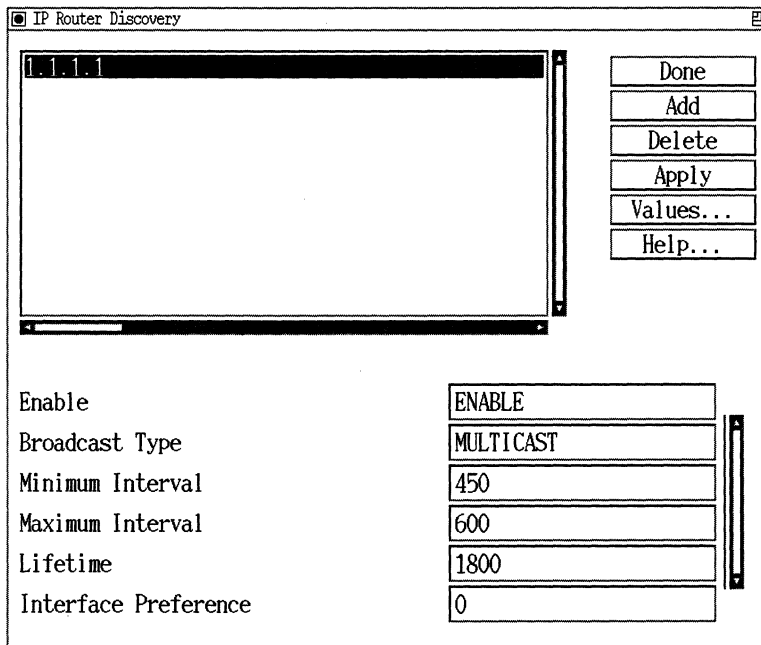 IP Router Discovery
1.1.1.1
Done
Add
Delete
Apply
Values...
Help...
Enable ENABLE
Broadcast Type MULTICAST
Minimum Interval 450
Maximum Interval 600
Lifetime 1800
Interface Preference 0